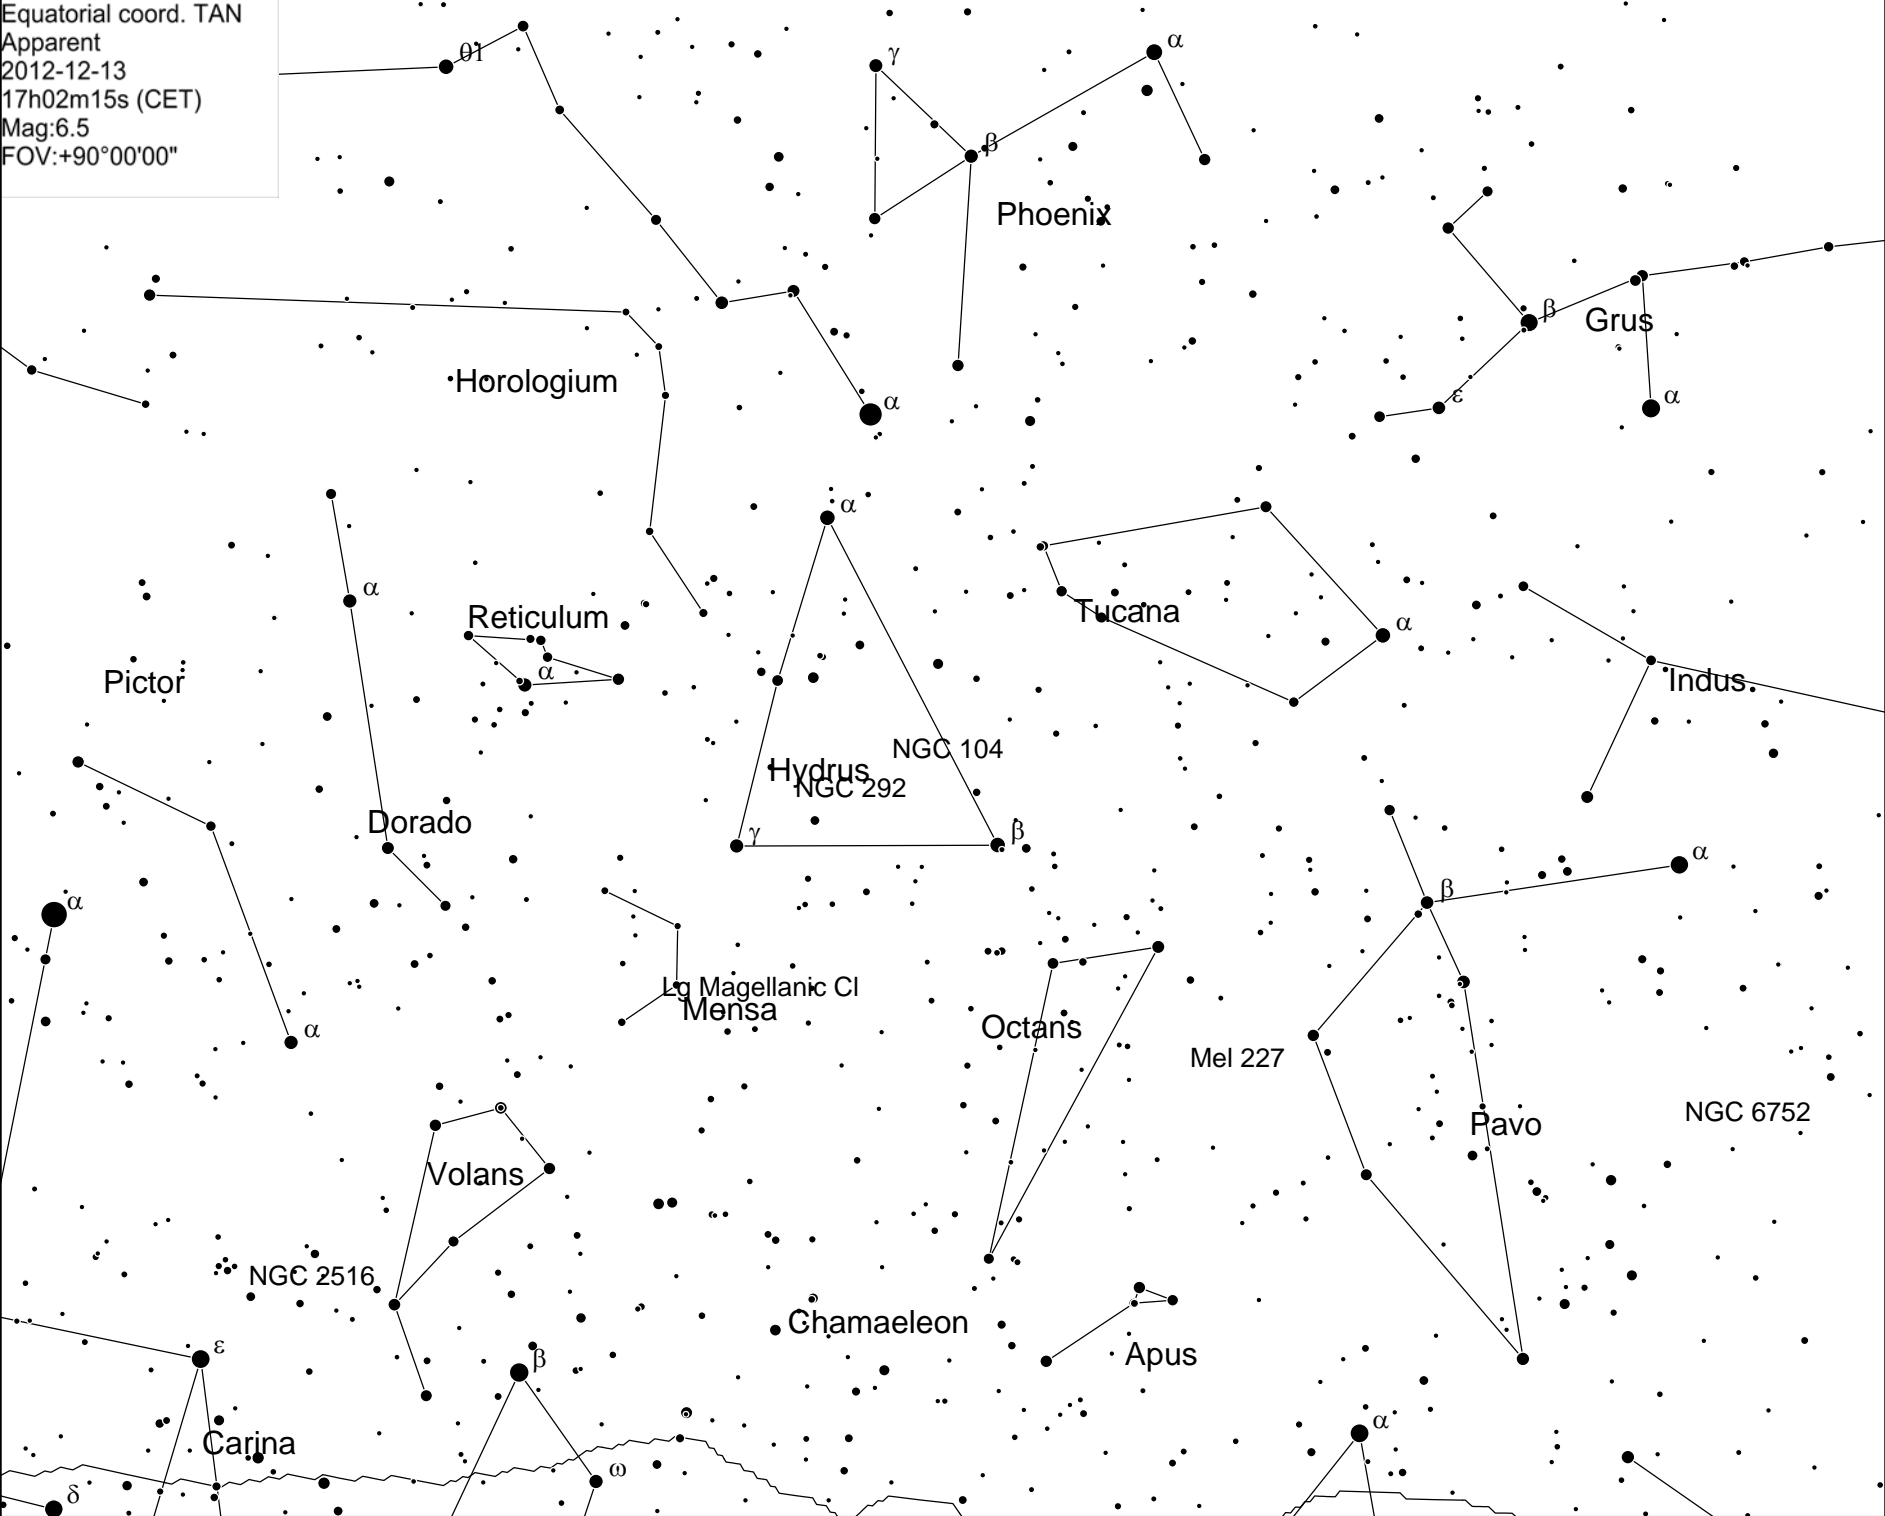 Equatorial coord. TAN
Apparent
2012-12-13
17h02m15s (CET)
Mag:6.5
FOV:+90°00'00"
θ1
γ
α
β
Phoenix
β
Grus
Horologium
α
ε
α
α
α
Reticulum
Tucana
α
α
Pictor
Indus
NGC 104
Hydrus
NGC 292
Dorado
γ
β
α
β
α
Lg Magellanic Cl
Mensa
Octans
α
Mel 227
NGC 6752
Pavo
Volans
NGC 2516
Chamaeleon
Apus
ε
β
α
Carina
ω
δ